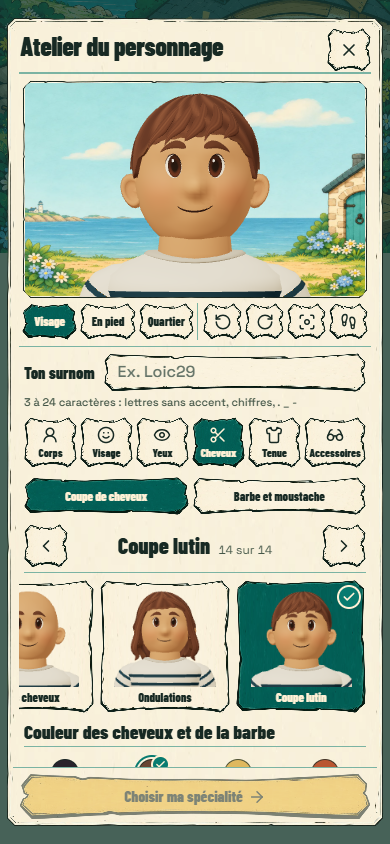 Atelier du personnage
Visage
En pied
Quartier
Ton surnom
Ex. Loic29
3 à 24 caractères : lettres sans accent, chiffres, . _ -
Corps
Visage
Yeux
Cheveux
Tenue
Accessoires
Coupe de cheveux
Barbe et moustache
Coupe lutin 14 sur 14
cheveux
Ondulations
Coupe lutin
Couleur des cheveux et de la barbe
Choisir ma spécialité →